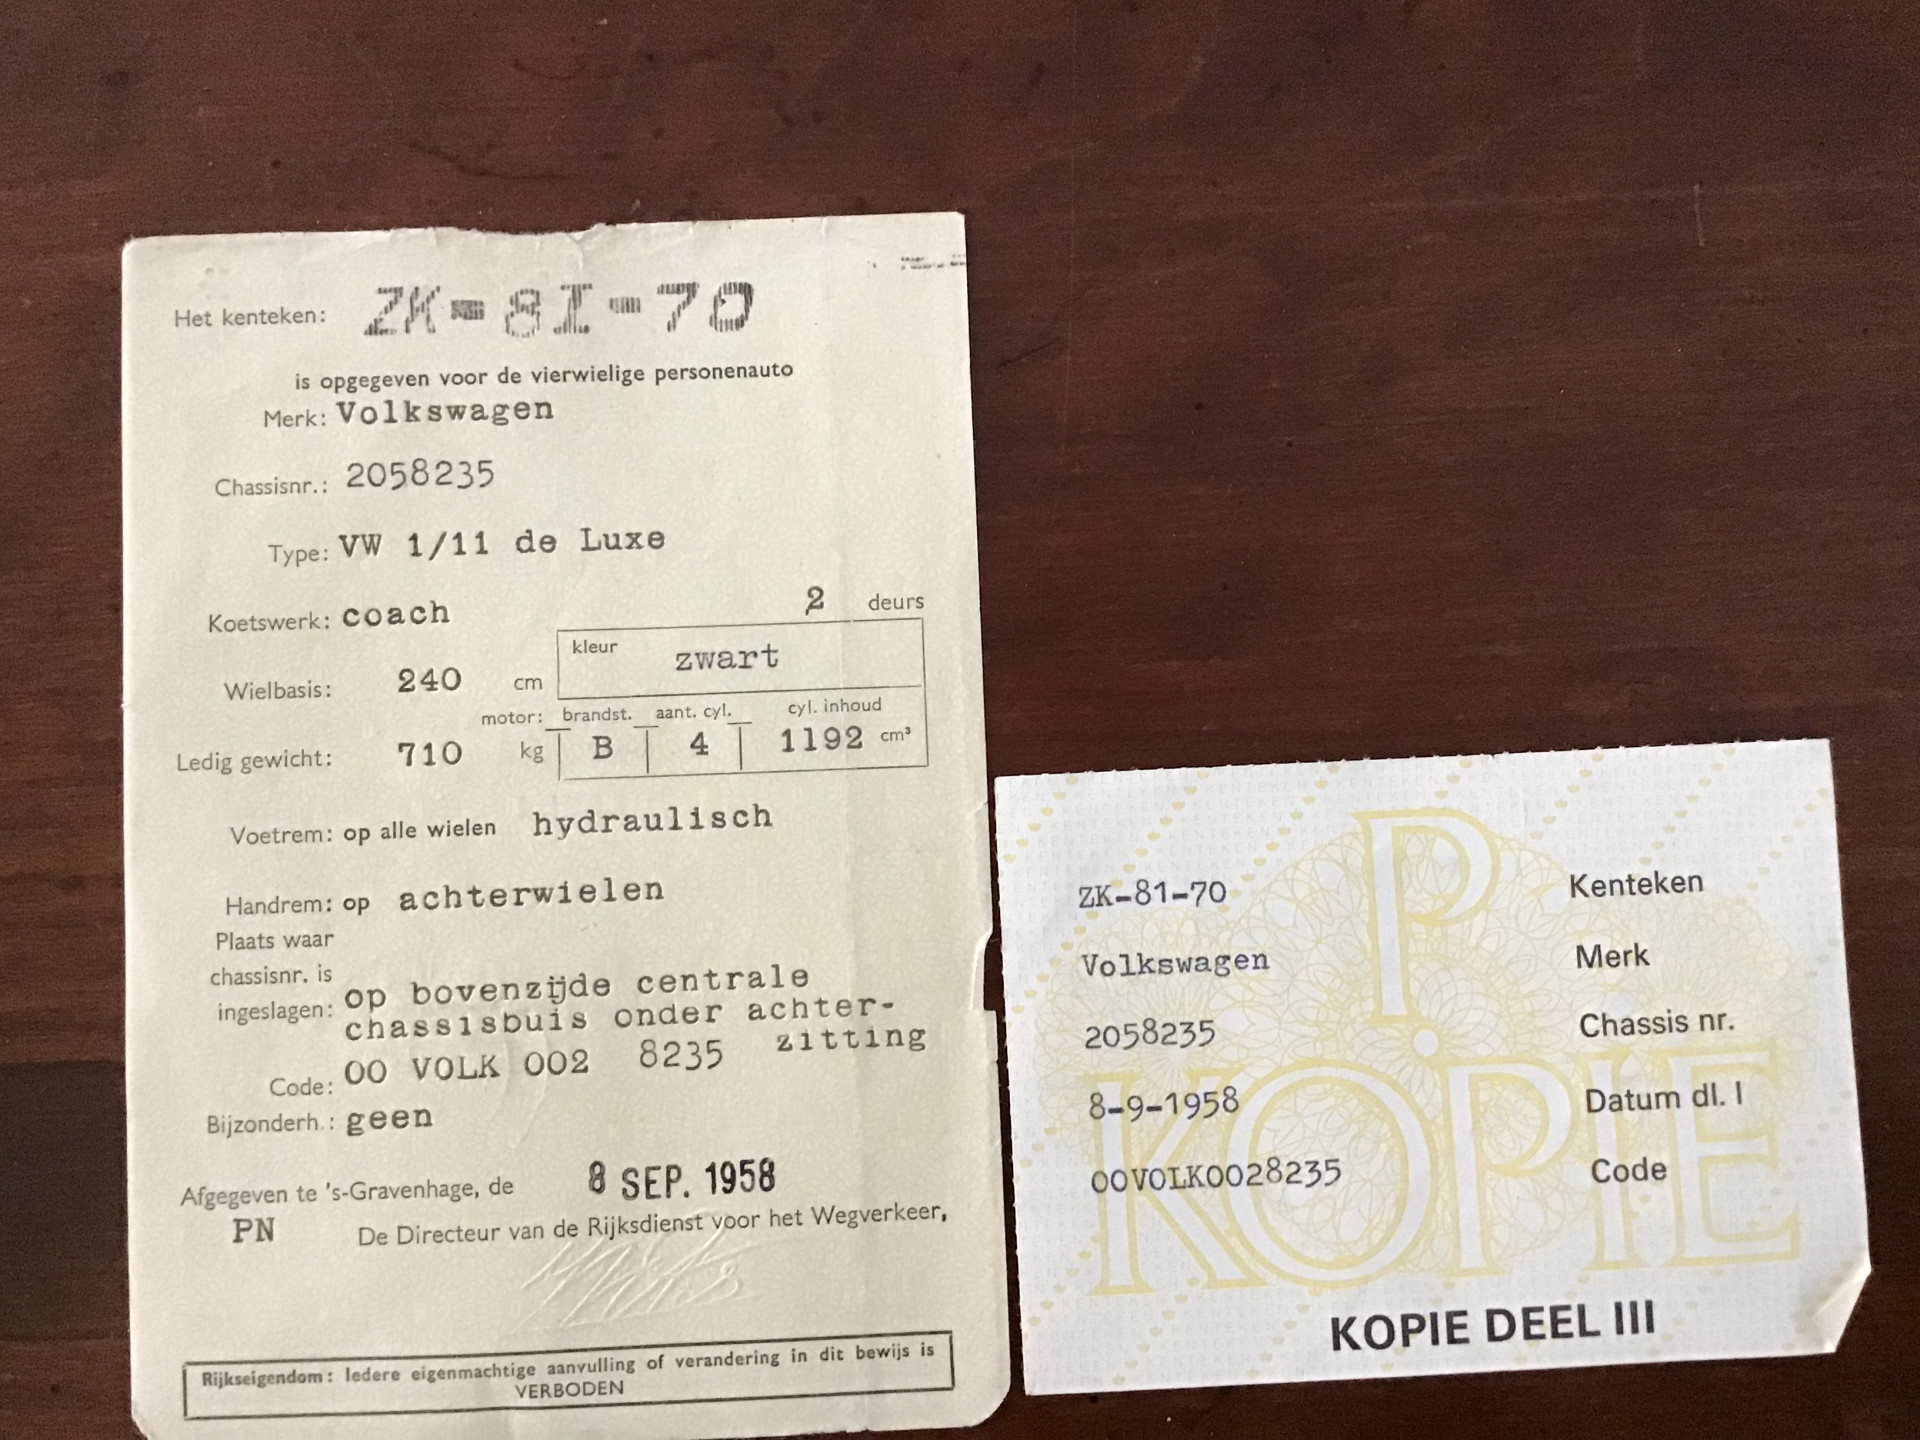 Het kenteken: ZK-8I-70
is opgegeven voor de vierwielige personenauto
Merk: Volkswagen
Chassisnr.: 2058235
Type: VW 1/11 de Luxe
Koetswerk: coach 2 deurs
kleur zwart
Wielbasis: 240 cm
motor: brandst. aant. cyl. cyl. inhoud
Ledig gewicht: 710 kg B 4 1192 cm³
Voetrem: op alle wielen hydraulisch
Handrem: op achterwielen
Plaats waar
chassisnr. is
ingeslagen: op bovenzijde centrale
chassisbuis onder achter-
zitting
Code: 00 VOLK 002 8235
Bijzonderh.: geen
Afgegeven te 's-Gravenhage, de 8 SEP. 1958
PN De Directeur van de Rijksdienst voor het Wegverkeer,
Rijkseigendom: Iedere eigenmachtige aanvulling of verandering in dit bewijs is
VERBODEN
P
KOPIE
ZK-81-70 Kenteken
Volkswagen Merk
2058235 Chassis nr.
8-9-1958 Datum dl. I
00VOLK0028235 Code
KOPIE DEEL III